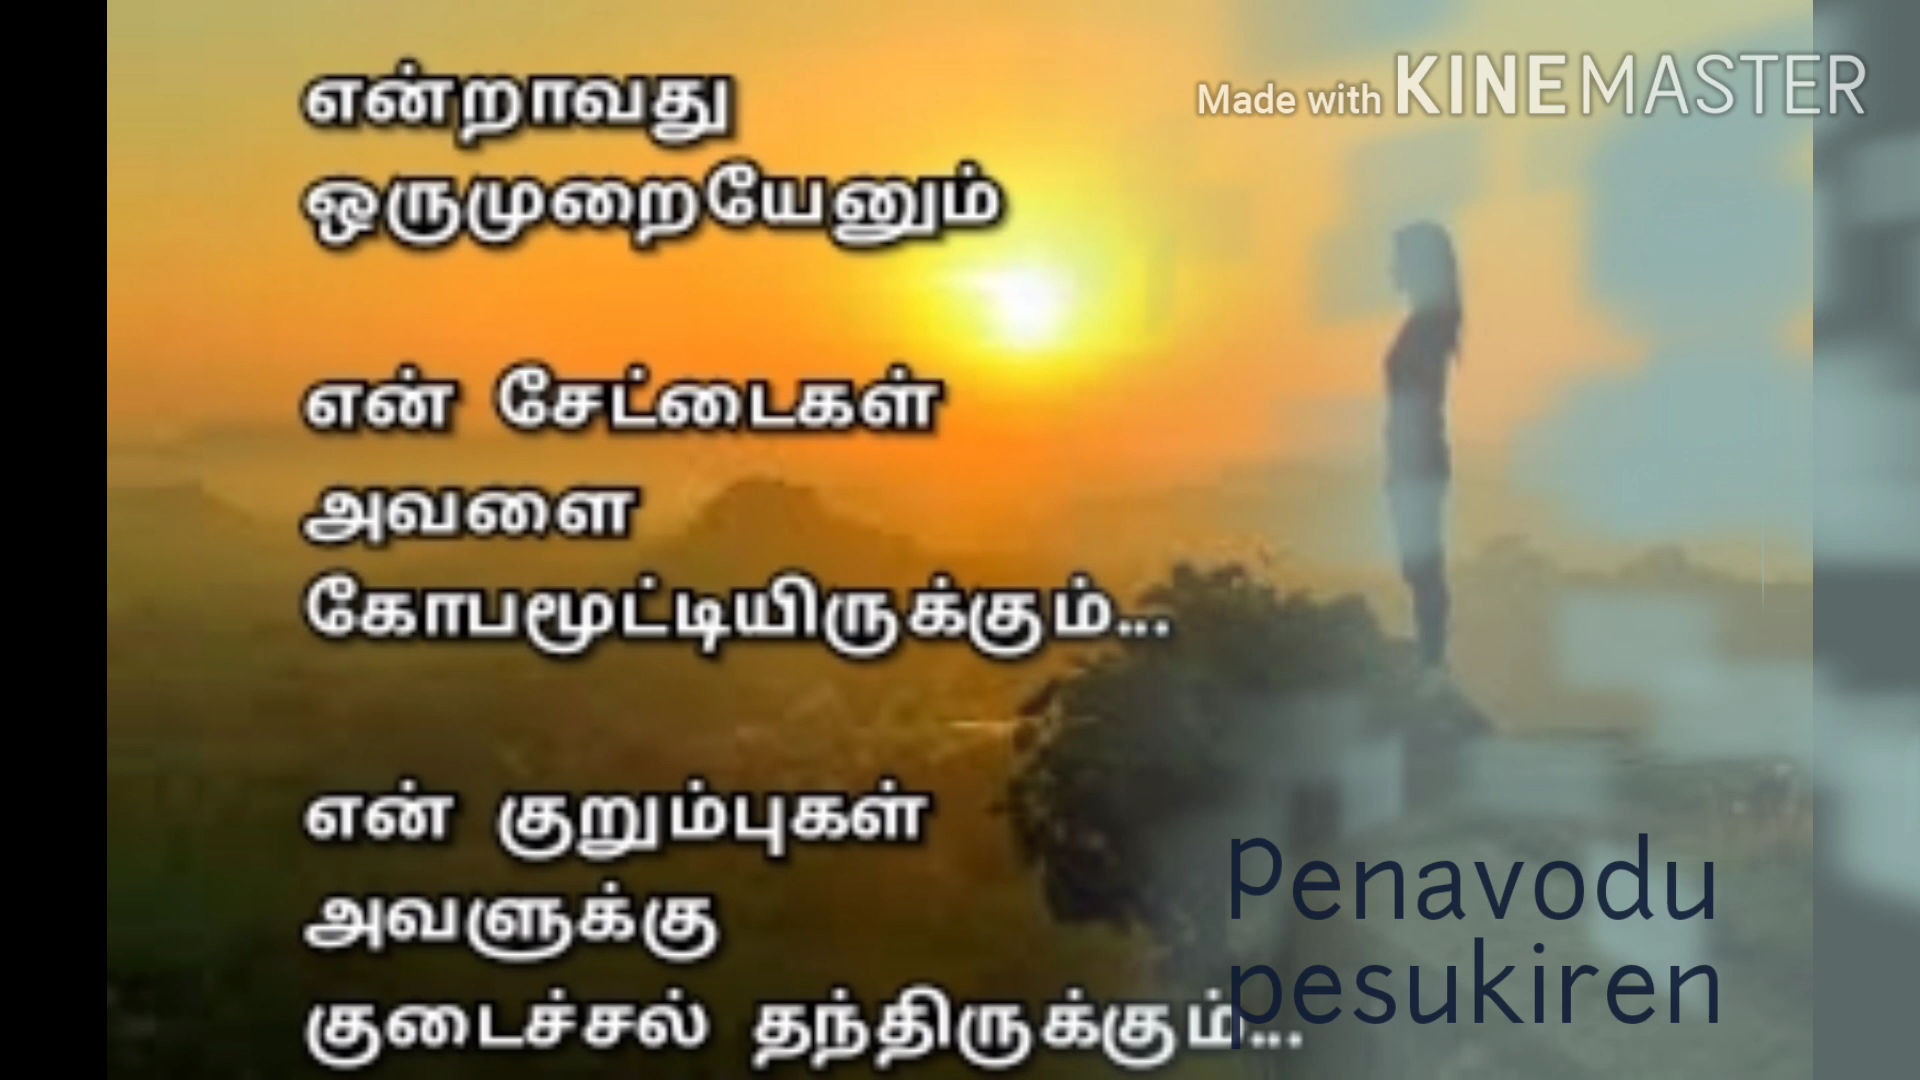 என்றாவது
ஒருமுறையேனும்
என் சேட்டைகள்
அவளை
கோபமூட்டியிருக்கும்...
என் குறும்புகள்
அவளுக்கு
குடைச்சல் தந்திருக்கும்...
Made with KINEMASTER
Penavodu
pesukiren